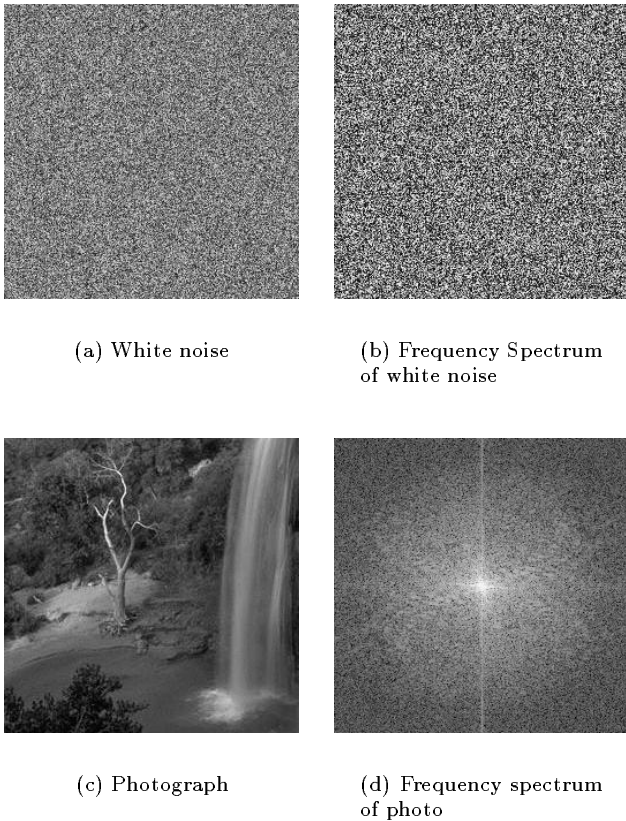 (a) White noise
(b) Frequency Spectrum
of white noise
(c) Photograph
(d) Frequency spectrum
of photo